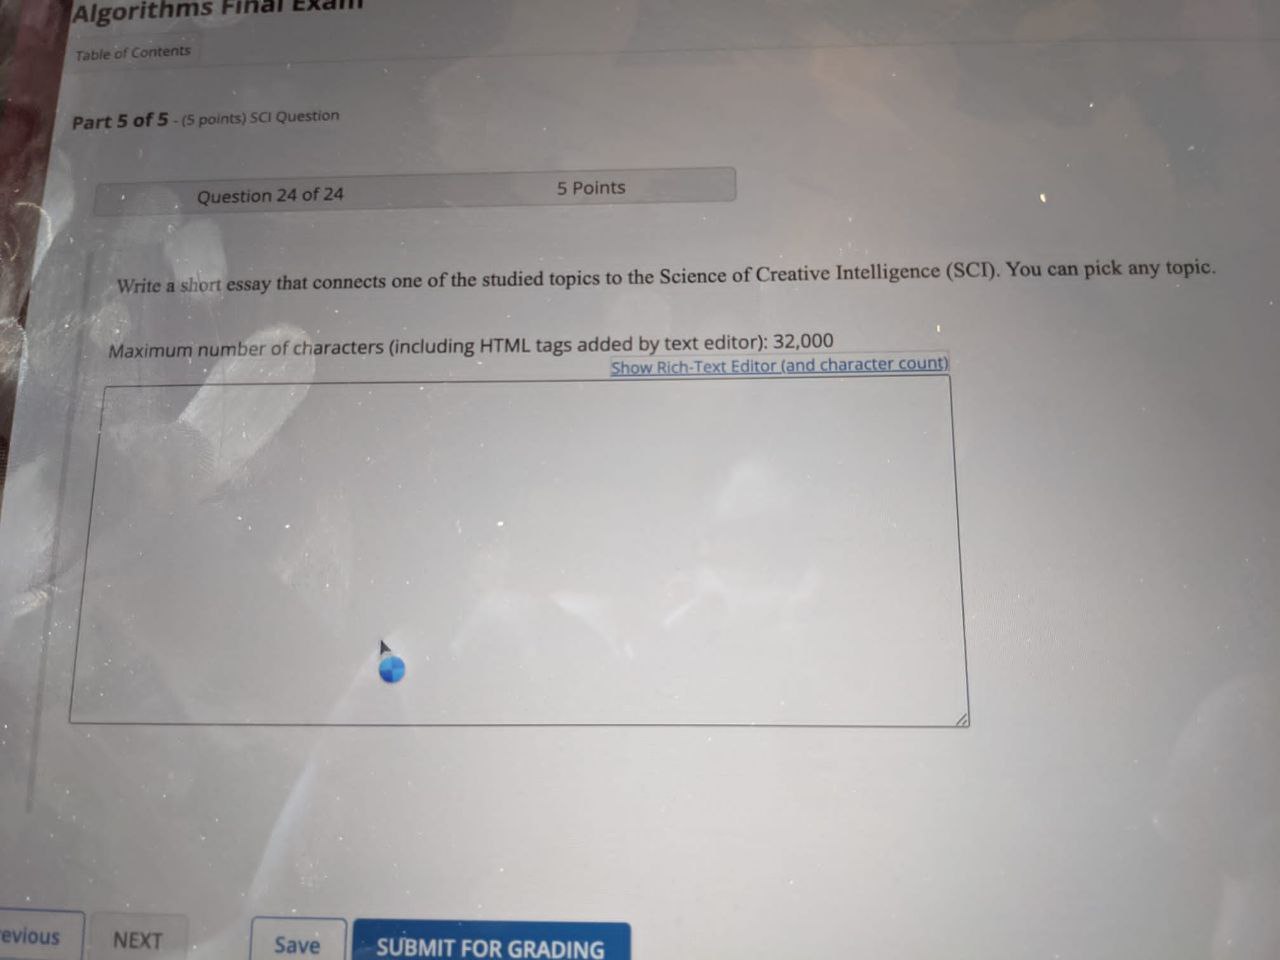 Algorithms Final Exam
Table of Contents
Part 5 of 5 - (5 points) SCI Question
Question 24 of 24 5 Points
Write a short essay that connects one of the studied topics to the Science of Creative Intelligence (SCI). You can pick any topic.
Maximum number of characters (including HTML tags added by text editor): 32,000
Show Rich-Text Editor (and character count)
evious NEXT Save SUBMIT FOR GRADING